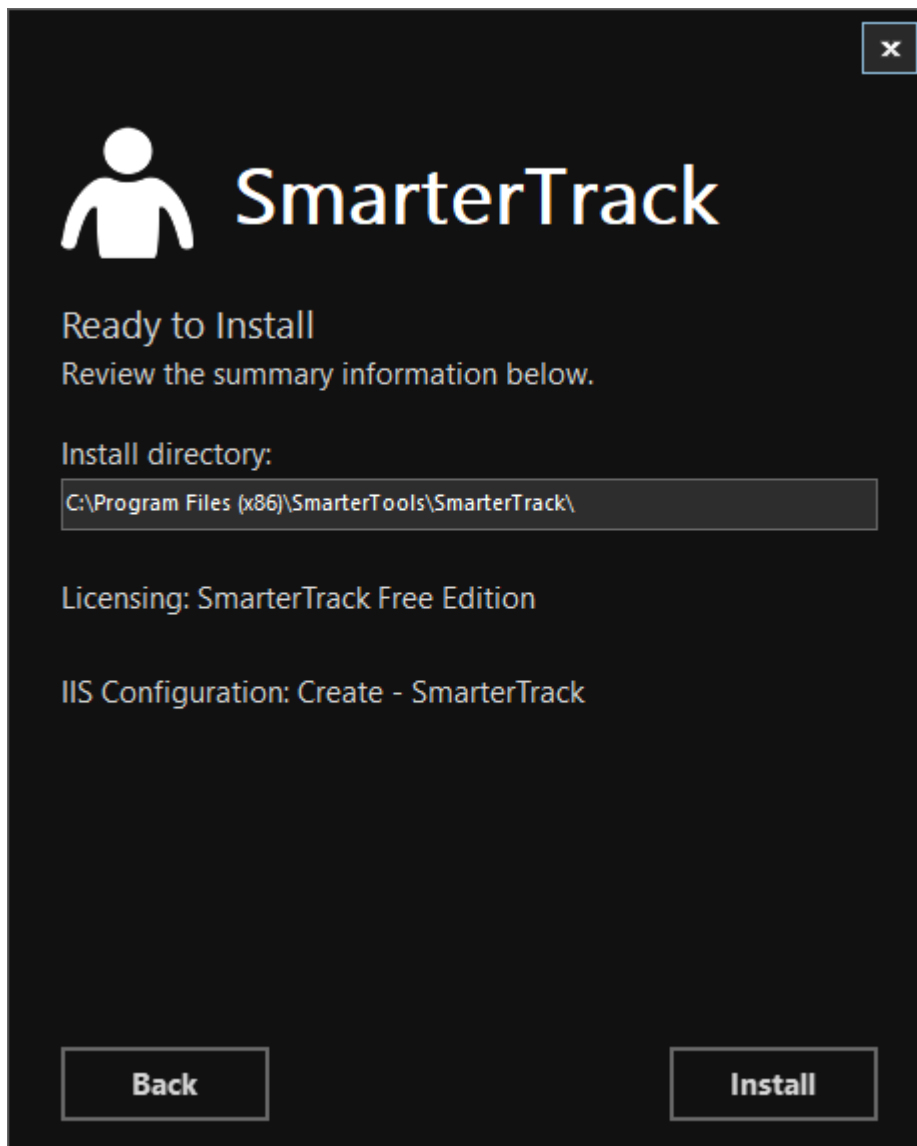 SmarterTrack
Ready to Install
Review the summary information below.
Install directory:
C:\Program Files (x86)\SmarterTools\SmarterTrack\
Licensing: SmarterTrack Free Edition
IIS Configuration: Create - SmarterTrack
Back
Install